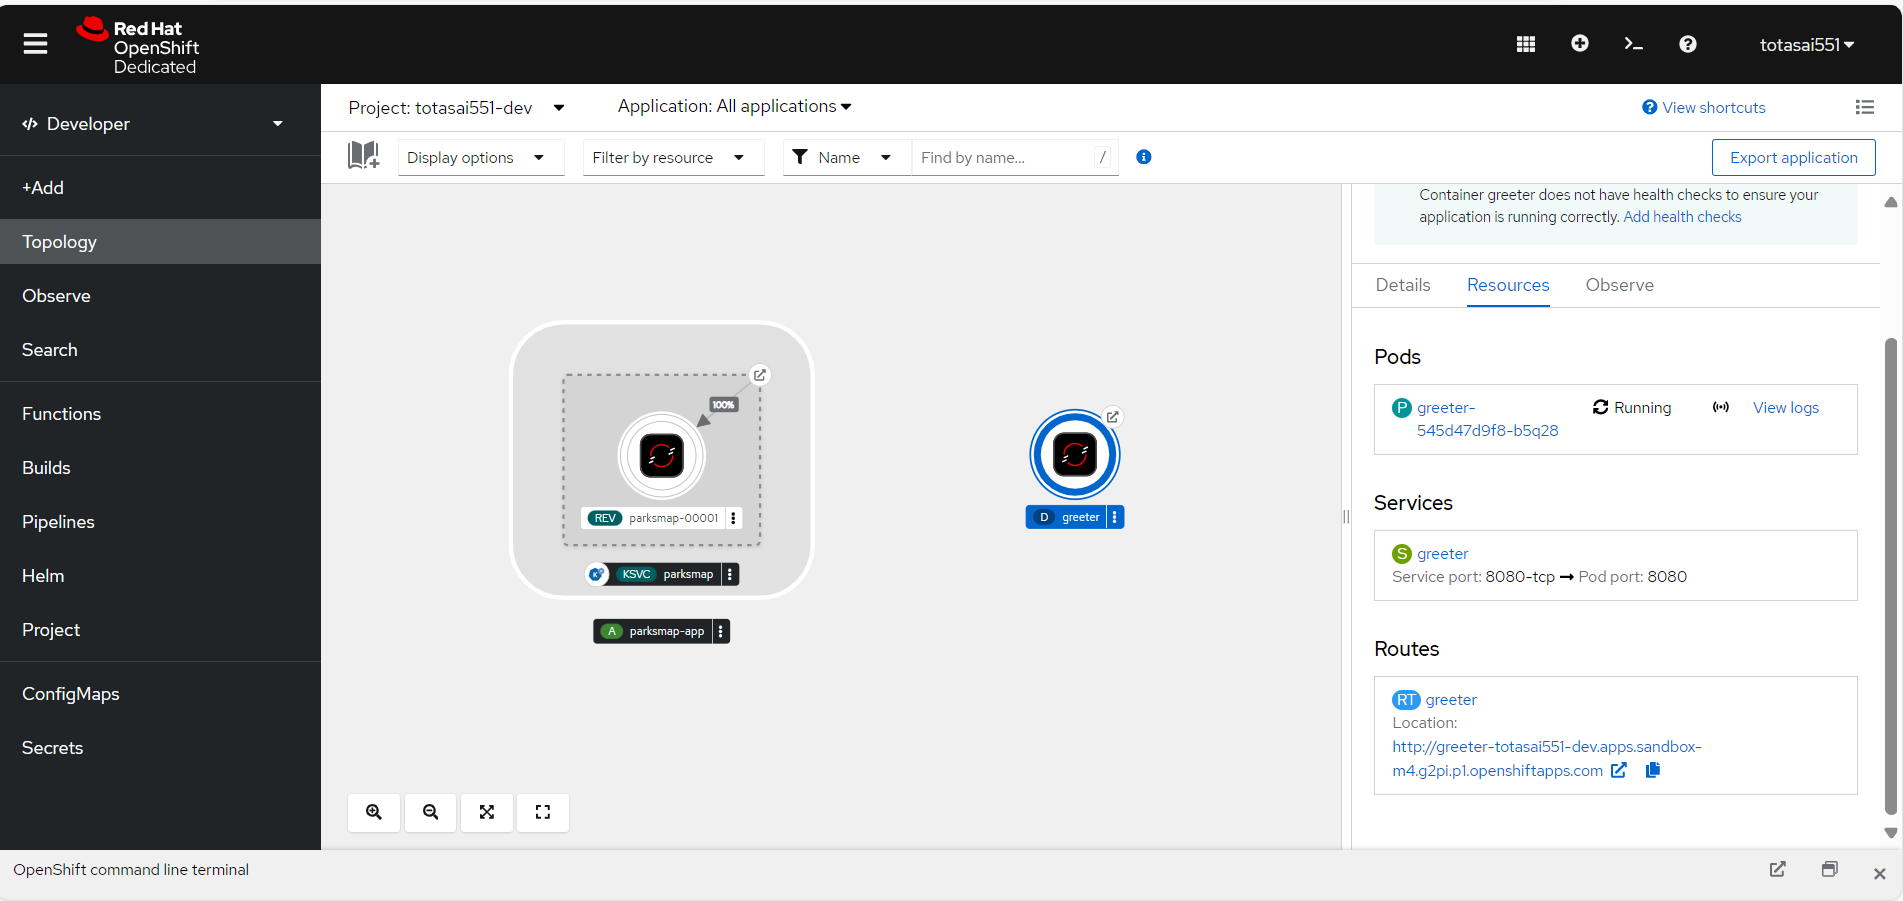 Red Hat
OpenShift
Dedicated
totasai551
Developer
+Add
Topology
Observe
Search
Functions
Builds
Pipelines
Helm
Project
ConfigMaps
Secrets
Project: totasai551-dev
Application: All applications
View shortcuts
Display options
Filter by resource
Name
Find by name...
/
Export application
100%
REV parksmap-00001
KSVC parksmap
A parksmap-app
D greeter
Container greeter does not have health checks to ensure your
application is running correctly. Add health checks
Details Resources Observe
Pods
P greeter-
545d47d9f8-b5q28
Running
View logs
Services
S greeter
Service port: 8080-tcp → Pod port: 8080
Routes
RT greeter
Location:
http://greeter-totasai551-dev.apps.sandbox-
m4.g2pi.p1.openshiftapps.com
OpenShift command line terminal